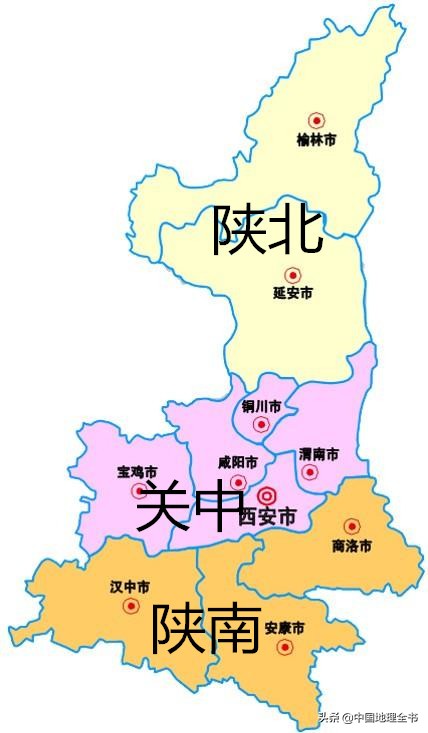 榆林市
陕北
延安市
铜川市
咸阳市
渭南市
宝鸡市
关中
西安市
商洛市
汉中市
陕南
安康市
头条 @中国地理全书